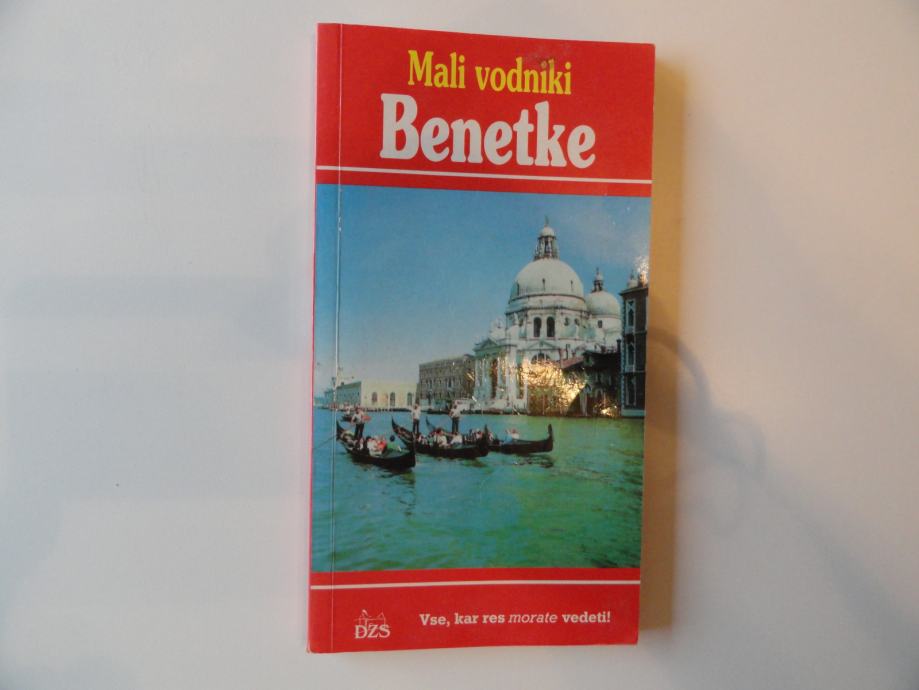 Mali vodniki
Benetke
DZS
Vse, kar res morate vedeti!